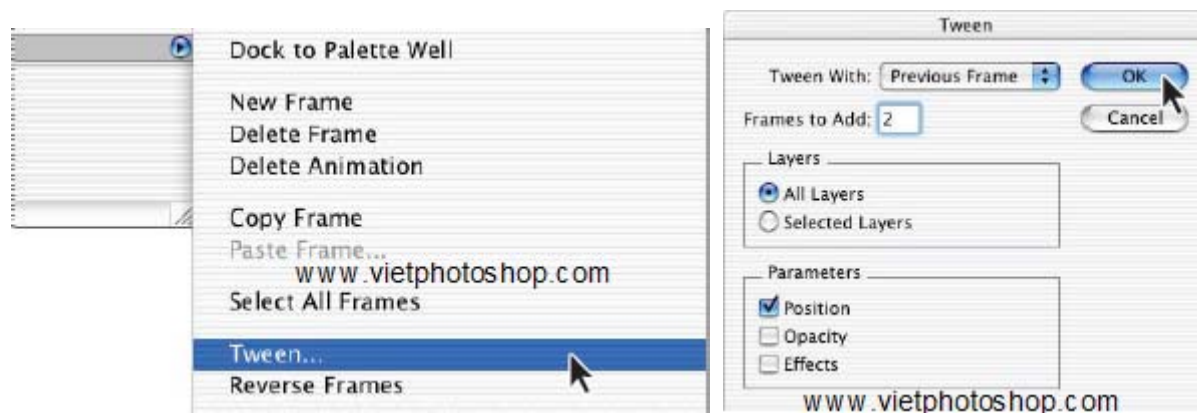 Dock to Palette Well
New Frame
Delete Frame
Delete Animation
Copy Frame
Paste Frame...
www.vietphotoshop.com
Select All Frames
Tween...
Reverse Frames
Tween
Tween With: Previous Frame
OK
Frames to Add: 2
Cancel
Layers
All Layers
Selected Layers
Parameters
Position
Opacity
Effects
www.vietphotoshop.com